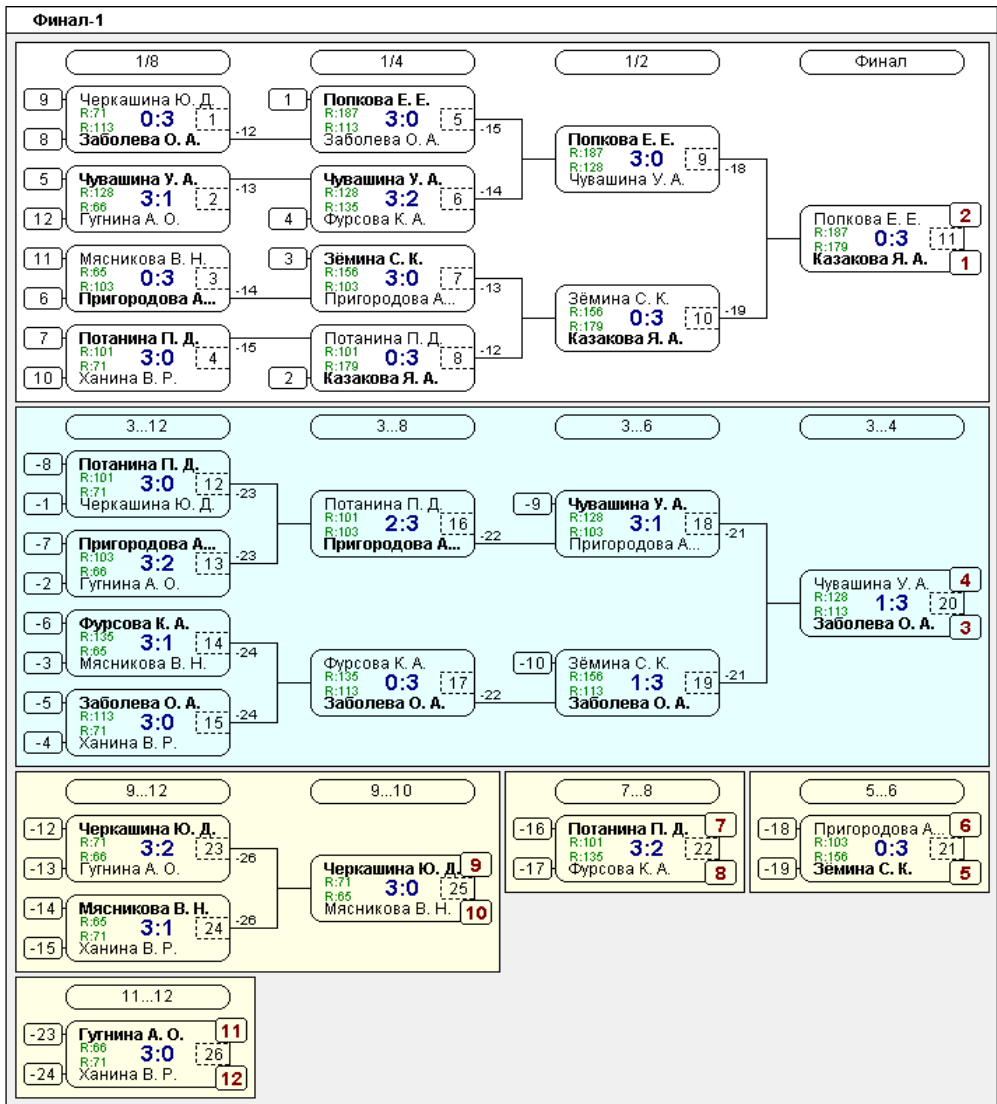 Финал-1
1/8 1/4 1/2 Финал
9 Черкашина Ю. Д.
R:71
R:113 0:3 1
8 Заболева О. А. -12
1 Попкова Е. Е.
R:187
R:113 3:0 5 -15
Заболева О. А.
Попкова Е. Е.
R:187
R:128 3:0 9 -18
Чувашина У. А.
5 Чувашина У. А.
R:128
R:66 3:1 2 -13
12 Гугнина А. О.
Чувашина У. А.
R:128
R:135 3:2 6 -14
4 Фурсова К. А.
Попкова Е. Е. 2
R:187
R:179 0:3 11
Казакова Я. А. 1
11 Мясникова В. Н.
R:65
R:103 0:3 3
6 Пригородова А... -14
3 Зёмина С. К.
R:156
R:103 3:0 7 -13
Пригородова А...
Зёмина С. К.
R:156
R:179 0:3 10 -19
Казакова Я. А.
7 Потанина П. Д.
R:101
R:71 3:0 4 -15
10 Ханина В. Р.
Потанина П. Д.
R:101
R:179 0:3 8 -12
2 Казакова Я. А.
3...12 3...8 3...6 3...4
-8 Потанина П. Д.
R:101
R:71 3:0 12 -23
-1 Черкашина Ю. Д.
Потанина П. Д.
R:101
R:103 2:3 16
Пригородова А... -22
-9 Чувашина У. А.
R:128
R:103 3:1 18 -21
Пригородова А...
-7 Пригородова А...
R:103
R:66 3:2 13 -23
-2 Гугнина А. О.
Чувашина У. А. 4
R:128
R:113 1:3 20
Заболева О. А. 3
-6 Фурсова К. А.
R:135
R:65 3:1 14 -24
-3 Мясникова В. Н.
Фурсова К. А.
R:135
R:113 0:3 17
Заболева О. А. -22
-10 Зёмина С. К.
R:156
R:113 1:3 19 -21
Заболева О. А.
-5 Заболева О. А.
R:113
R:71 3:0 15 -24
-4 Ханина В. Р.
9...12 9...10 7...8 5...6
-12 Черкашина Ю. Д.
R:71
R:66 3:2 23 -26
-13 Гугнина А. О.
-16 Потанина П. Д. 7
R:101
R:135 3:2 22
-17 Фурсова К. А. 8
-18 Пригородова А... 6
R:103
R:156 0:3 21
-19 Зёмина С. К. 5
Черкашина Ю. Д. 9
R:71
R:65 3:0 25
Мясникова В. Н. 10
-14 Мясникова В. Н.
R:65
R:71 3:1 24 -26
-15 Ханина В. Р.
11...12
-23 Гугнина А. О. 11
R:66
R:71 3:0 26
-24 Ханина В. Р. 12